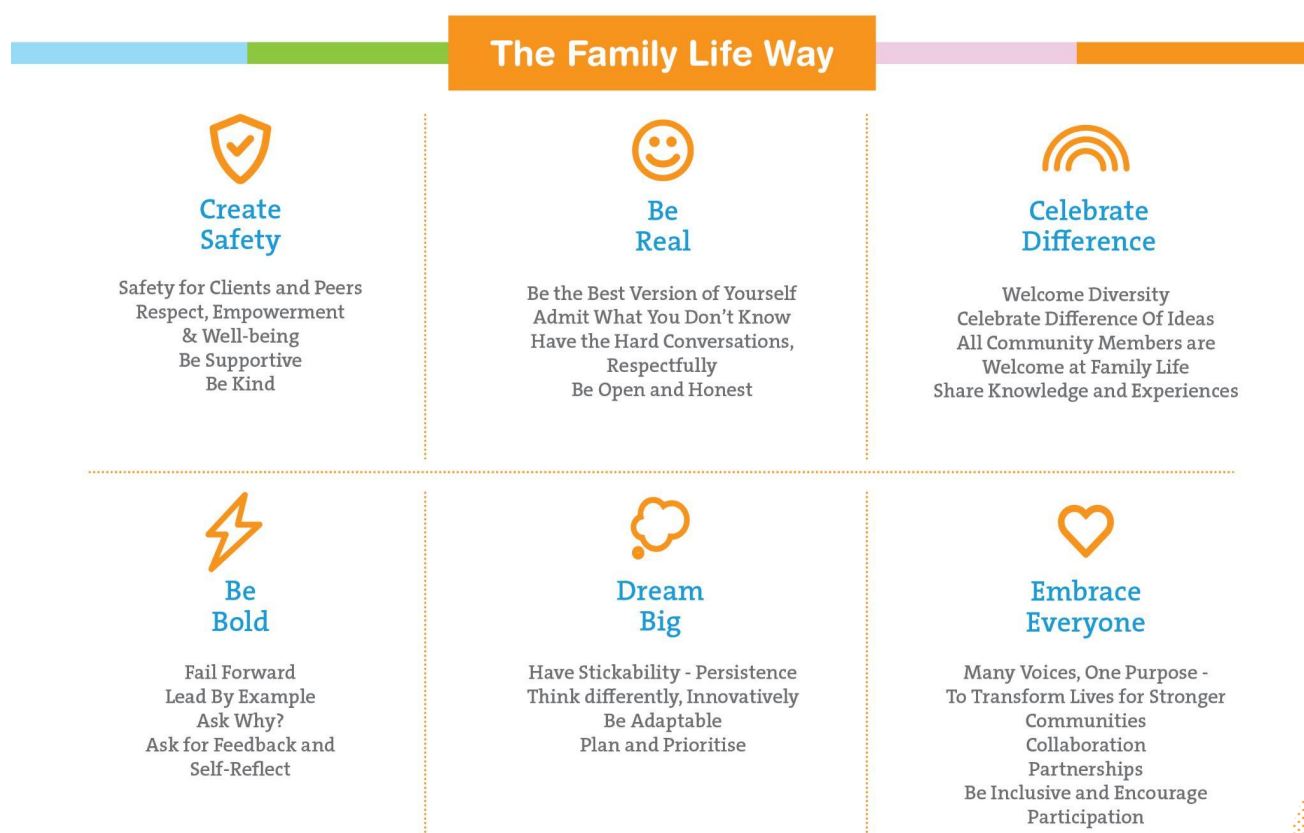 The Family Life Way
Create
Safety
Safety for Clients and Peers
Respect, Empowerment
& Well-being
Be Supportive
Be Kind
Be
Real
Be the Best Version of Yourself
Admit What You Don't Know
Have the Hard Conversations,
Respectfully
Be Open and Honest
Celebrate
Difference
Welcome Diversity
Celebrate Difference Of Ideas
All Community Members are
Welcome at Family Life
Share Knowledge and Experiences
Be
Bold
Fail Forward
Lead By Example
Ask Why?
Ask for Feedback and
Self-Reflect
Dream
Big
Have Stickability - Persistence
Think differently, Innovatively
Be Adaptable
Plan and Prioritise
Embrace
Everyone
Many Voices, One Purpose -
To Transform Lives for Stronger
Communities
Collaboration
Partnerships
Be Inclusive and Encourage
Participation